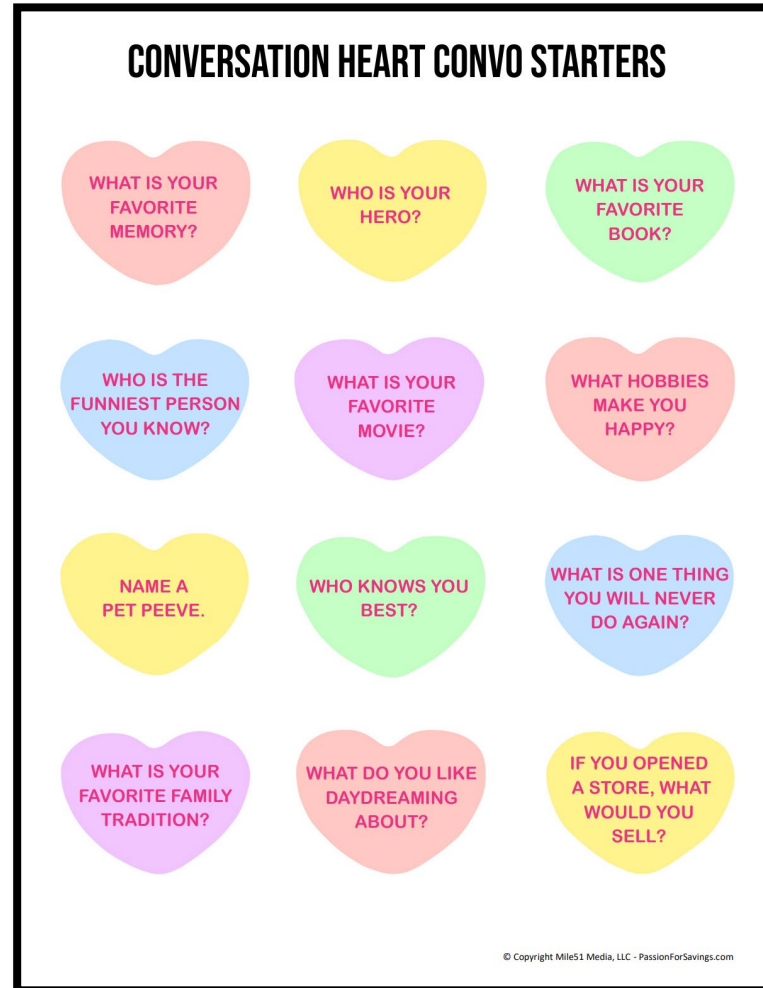 CONVERSATION HEART CONVO STARTERS
WHAT IS YOUR
FAVORITE
MEMORY?
WHO IS YOUR
HERO?
WHAT IS YOUR
FAVORITE
BOOK?
WHO IS THE
FUNNIEST PERSON
YOU KNOW?
WHAT IS YOUR
FAVORITE
MOVIE?
WHAT HOBBIES
MAKE YOU
HAPPY?
NAME A
PET PEEVE.
WHO KNOWS YOU
BEST?
WHAT IS ONE THING
YOU WILL NEVER
DO AGAIN?
WHAT IS YOUR
FAVORITE FAMILY
TRADITION?
WHAT DO YOU LIKE
DAYDREAMING
ABOUT?
IF YOU OPENED
A STORE, WHAT
WOULD YOU
SELL?
© Copyright Mile51 Media, LLC - PassionForSavings.com